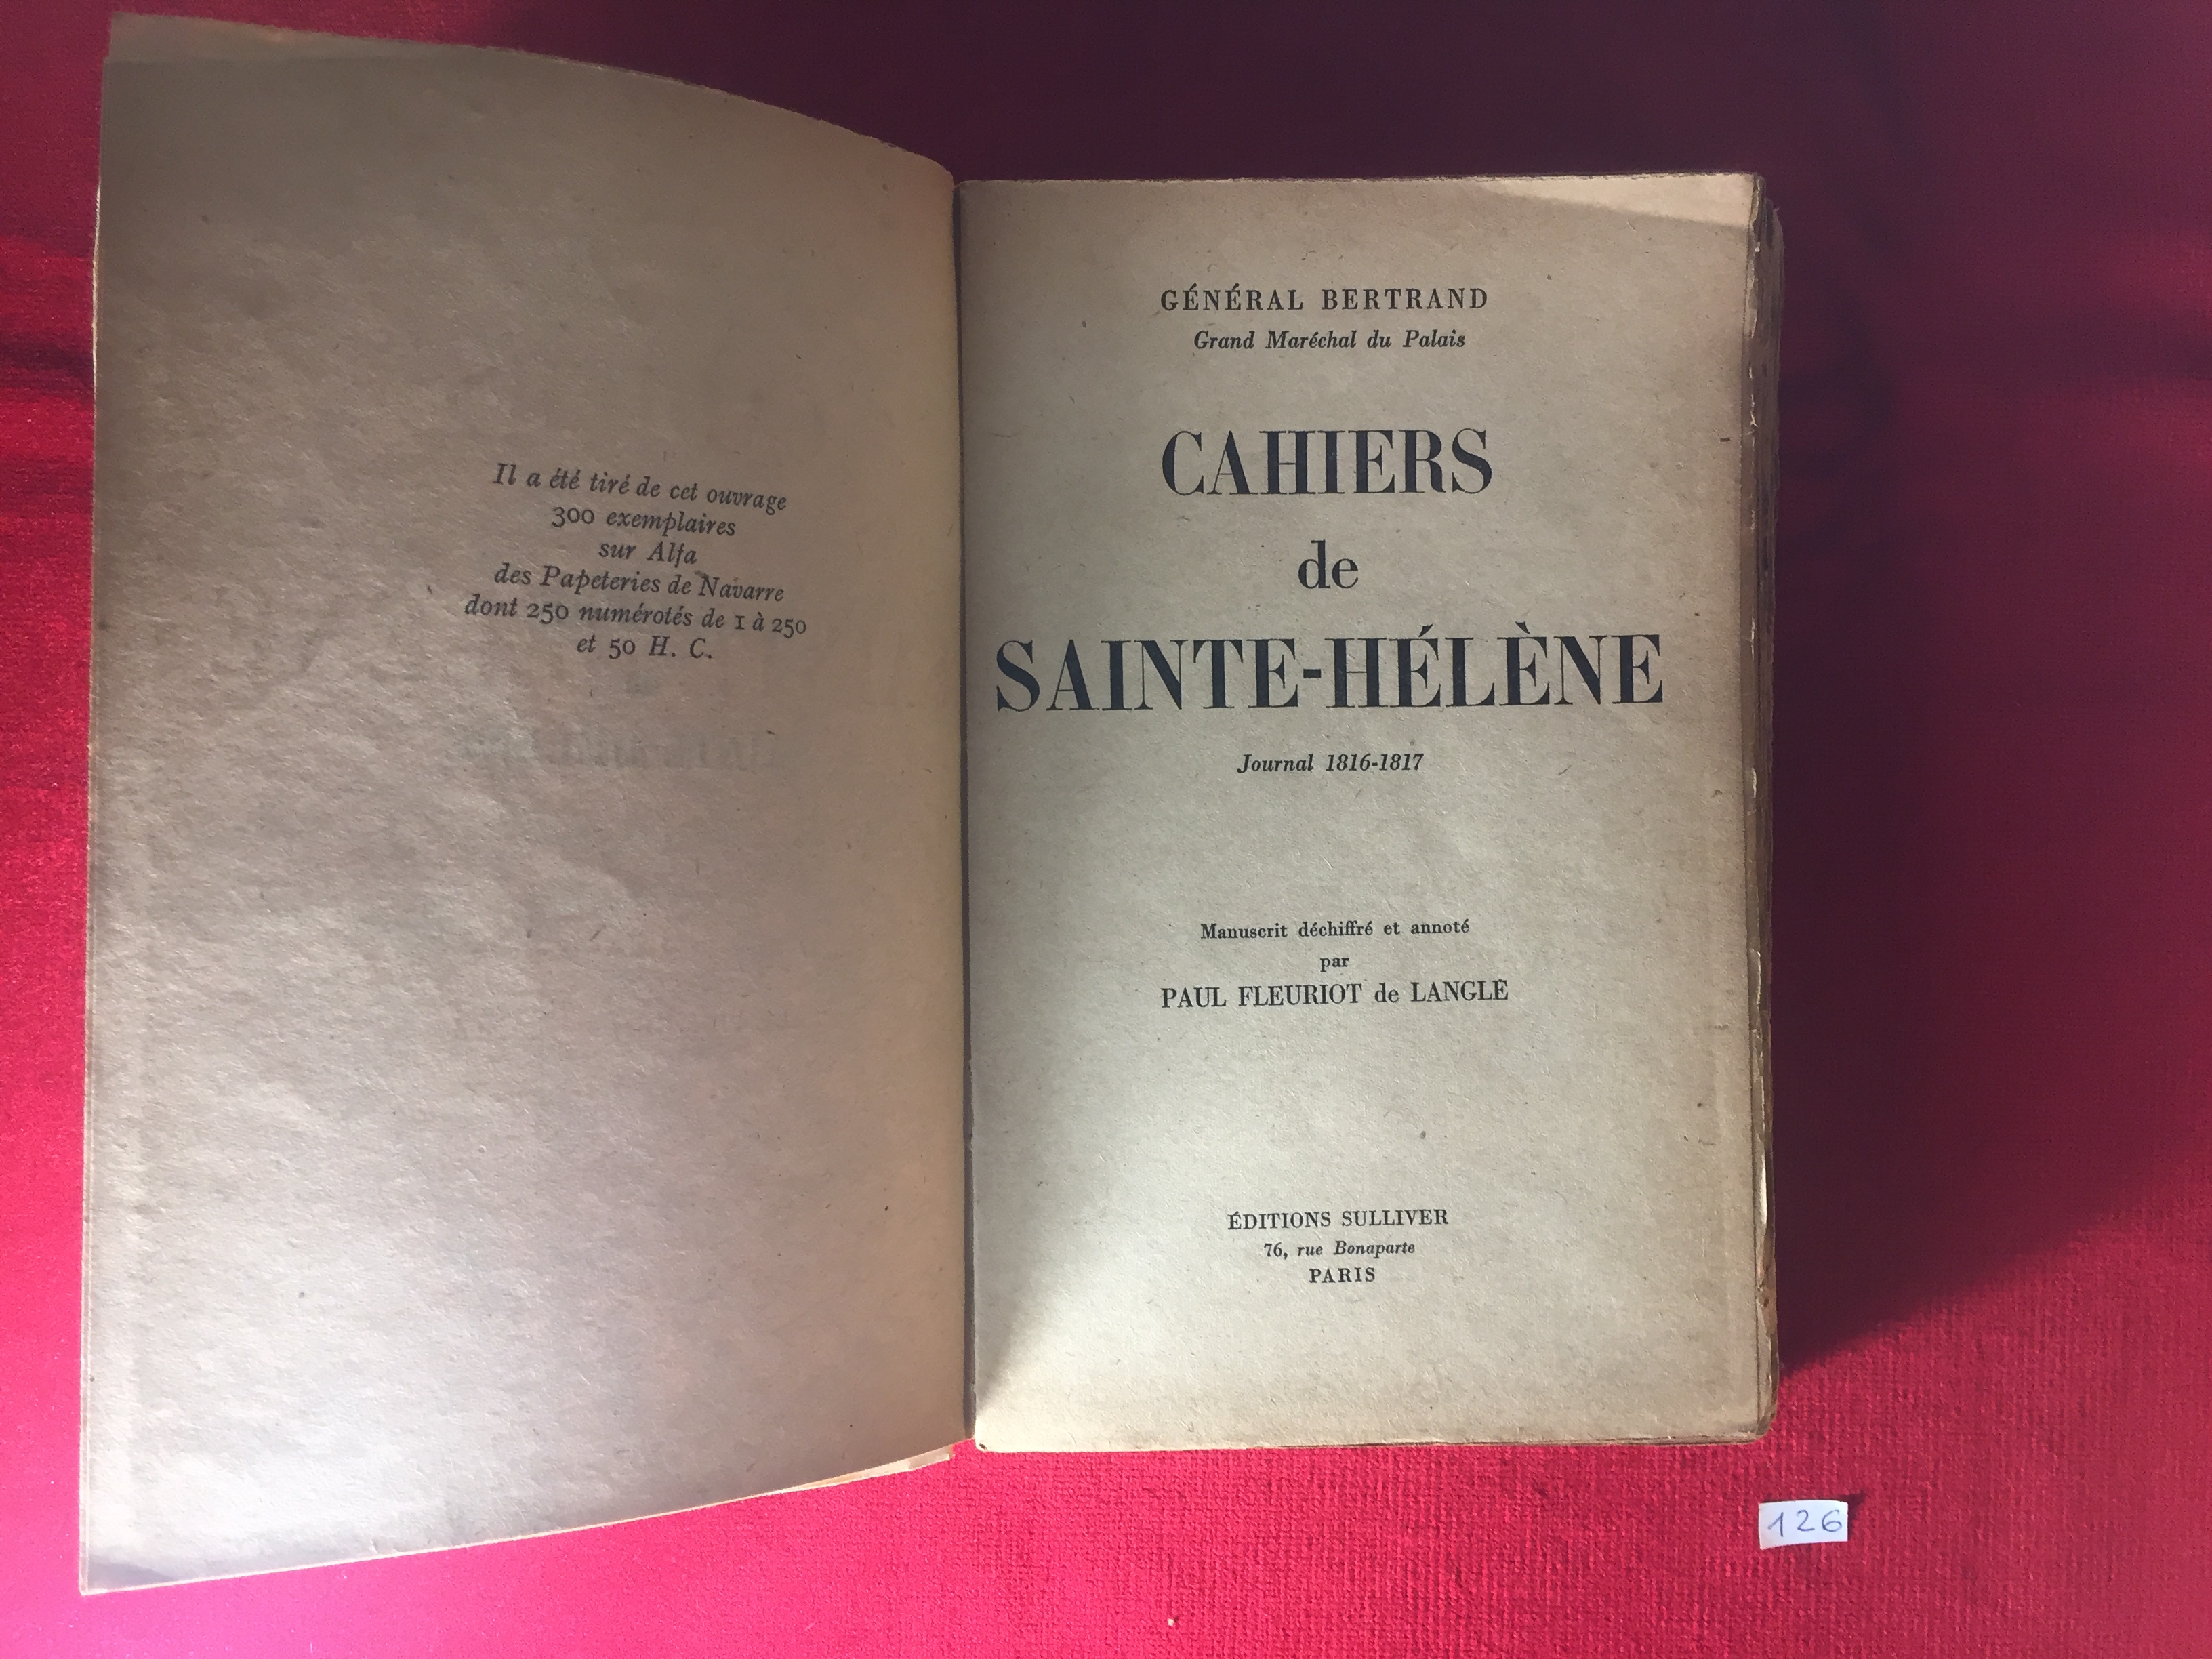 Il a été tiré de cet ouvrage
300 exemplaires
sur Alfa
des Papeteries de Navarre
dont 250 numérotés de 1 à 250
et 50 H. C.
GÉNÉRAL BERTRAND
Grand Maréchal du Palais
CAHIERS
de
SAINTE-HÉLÈNE
Journal 1816-1817
Manuscrit déchiffré et annoté
par
PAUL FLEURIOT de LANGLE
ÉDITIONS SULLIVER
76, rue Bonaparte
PARIS
126